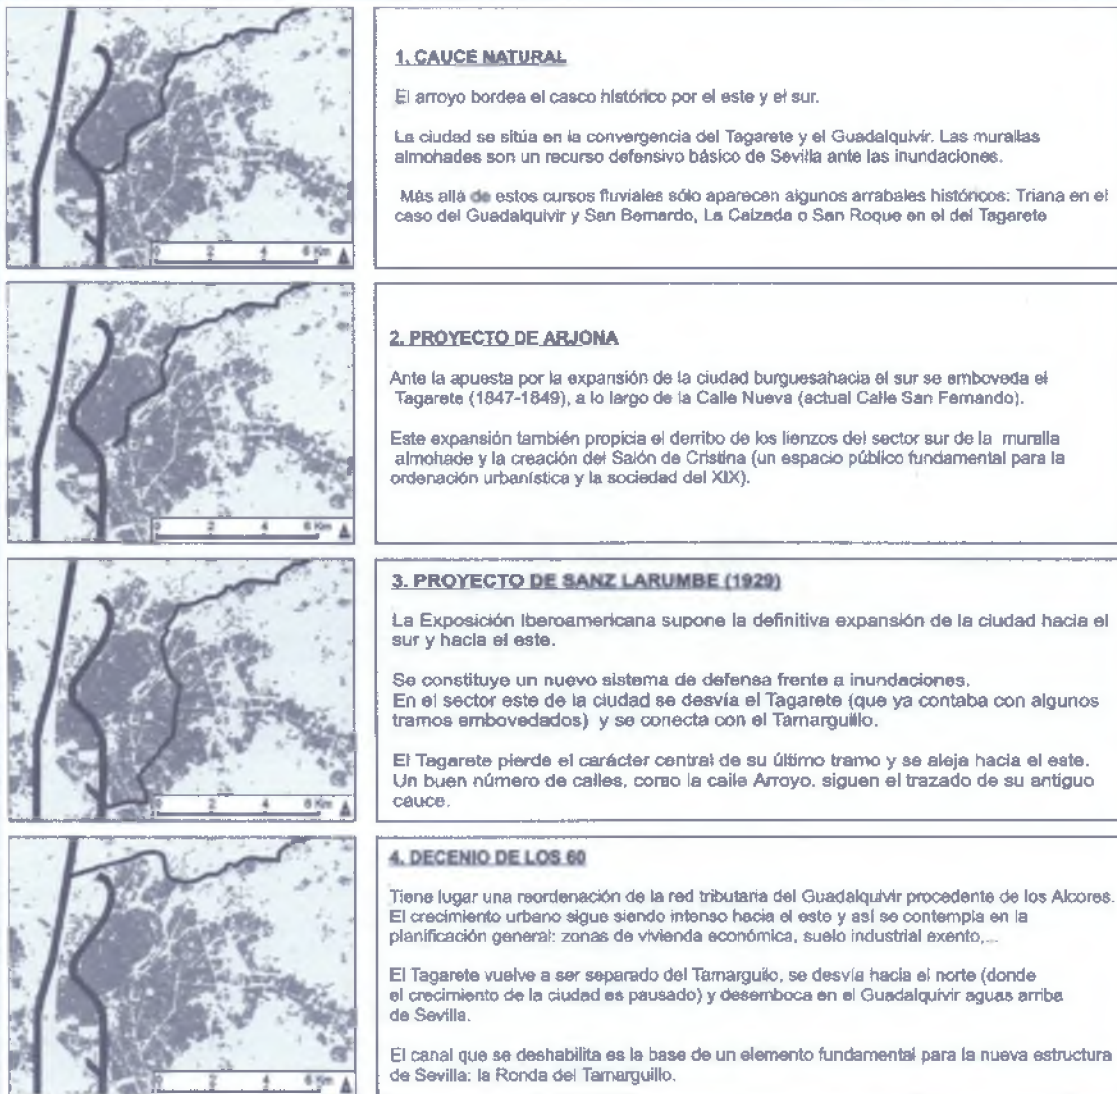 0 2 4 6 Km
1. CAUCE NATURAL
El arroyo bordea el casco histórico por el este y el sur.
La ciudad se sitúa en la convergencia del Tagarete y el Guadalquivir. Las murallas
almohades son un recurso defensivo básico de Sevilla ante las inundaciones.
Más allá de estos cursos fluviales sólo aparecen algunos arrabales históricos: Triana en el
caso del Guadalquivir y San Bernardo, La Calzada o San Roque en el del Tagarete
0 2 4 6 Km
2. PROYECTO DE ARJONA
Ante la apuesta por la expansión de la ciudad burguesahacia el sur se emboveda el
Tagarete (1847-1849), a lo largo de la Calle Nueva (actual Calle San Fernando).
Este expansión también propicia el derribo de los lienzos del sector sur de la muralla
almohade y la creación del Salón de Cristina (un espacio público fundamental para la
ordenación urbanística y la sociedad del XIX).
0 2 4 6 Km
3. PROYECTO DE SANZ LARUMBE (1929)
La Exposición Iberoamericana supone la definitiva expansión de la ciudad hacia el
sur y hacia el este.
Se constituye un nuevo sistema de defensa frente a inundaciones.
En el sector este de la ciudad se desvía el Tagarete (que ya contaba con algunos
tramos embovedados) y se conecta con el Tamarguillo.
El Tagarete pierde el carácter central de su último tramo y se aleja hacia el este.
Un buen número de calles, como la calle Arroyo, siguen el trazado de su antiguo
cauce.
0 2 4 6 Km
4. DECENIO DE LOS 60
Tiene lugar una reordenación de la red tributaria del Guadalquivir procedente de los Alcores.
El crecimiento urbano sigue siendo intenso hacia el este y así se contempla en la
planificación general: zonas de vivienda económica, suelo industrial exento,...
El Tagarete vuelve a ser separado del Tamarguilo, se desvía hacia el norte (donde
el crecimiento de la ciudad es pausado) y desemboca en el Guadalquivir aguas arriba
de Sevilla.
El canal que se deshabilita es la base de un elemento fundamental para la nueva estructura
de Sevilla: la Ronda del Tamarguillo.